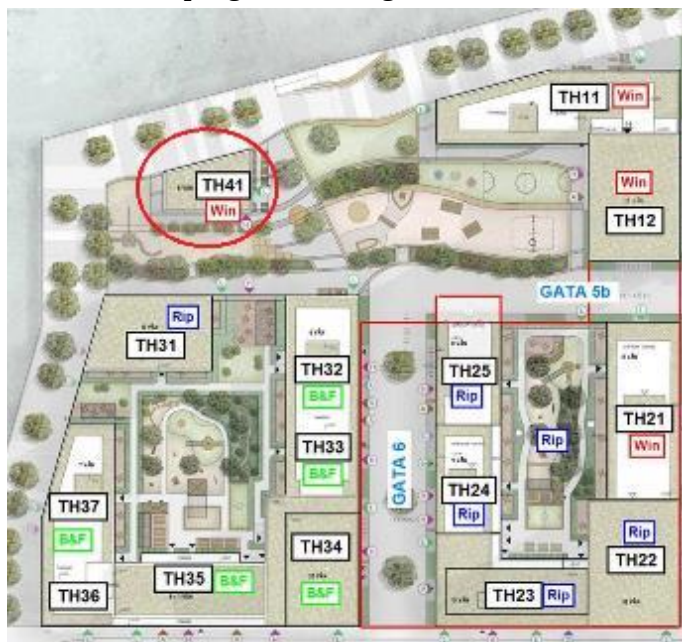 TH11 Win
TH41
Win
Win
TH12
GATA 5b
Rip
TH31
TH32
B&F
TH25
Rip
TH21
Win
Rip
TH33
B&F
GATA 6
TH24
Rip
TH37
B&F
TH36
TH34
B&F
TH35 B&F
Rip
TH22
TH23 Rip